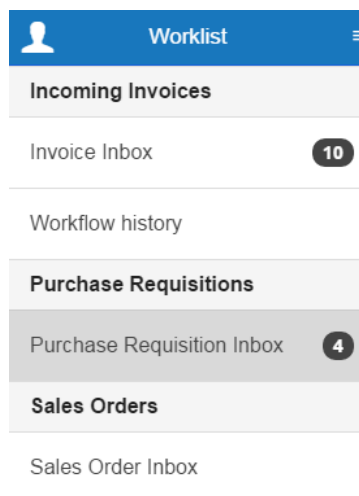 Worklist
Incoming Invoices
Invoice Inbox 10
Workflow history
Purchase Requisitions
Purchase Requisition Inbox 4
Sales Orders
Sales Order Inbox